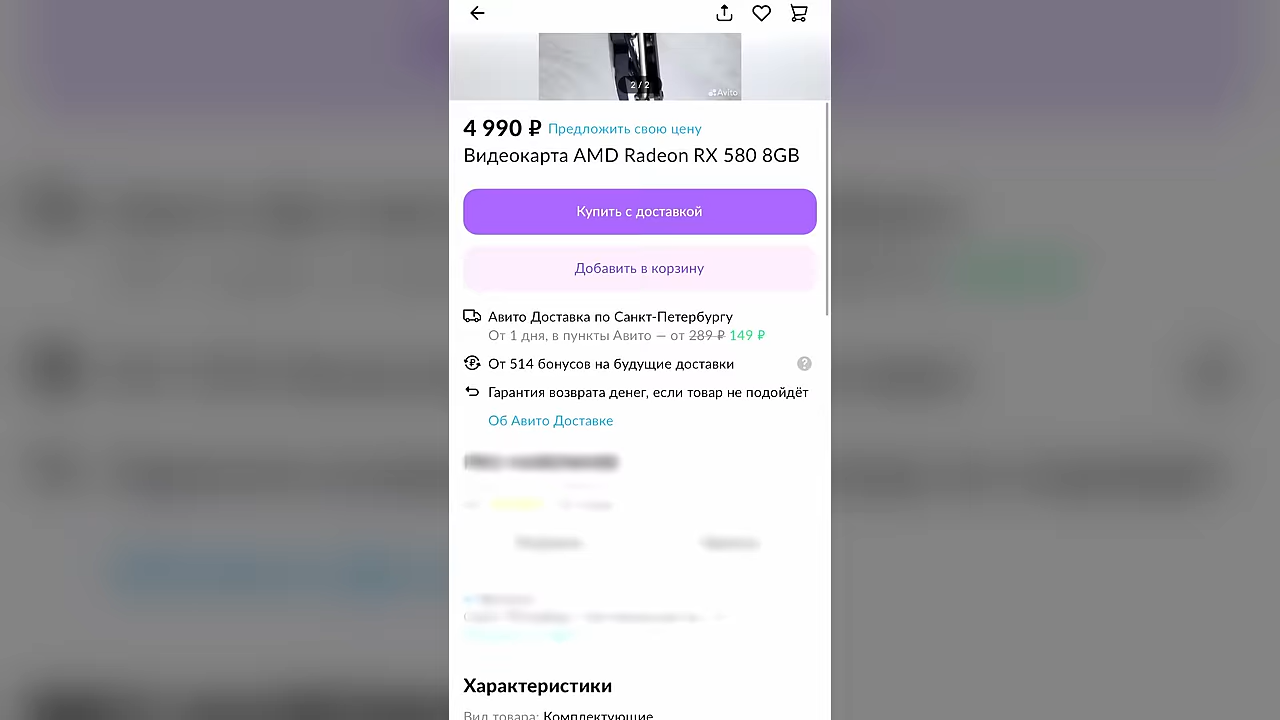 2 / 2
Avito
4 990 ₽ Предложить свою цену
Видеокарта AMD Radeon RX 580 8GB
Купить с доставкой
Добавить в корзину
Авито Доставка по Санкт-Петербургу
От 1 дня, в пункты Авито — от 289 ₽ 149 ₽
От 514 бонусов на будущие доставки
?
Гарантия возврата денег, если товар не подойдёт
Об Авито Доставке
Характеристики
Вид товара: Комплектующие